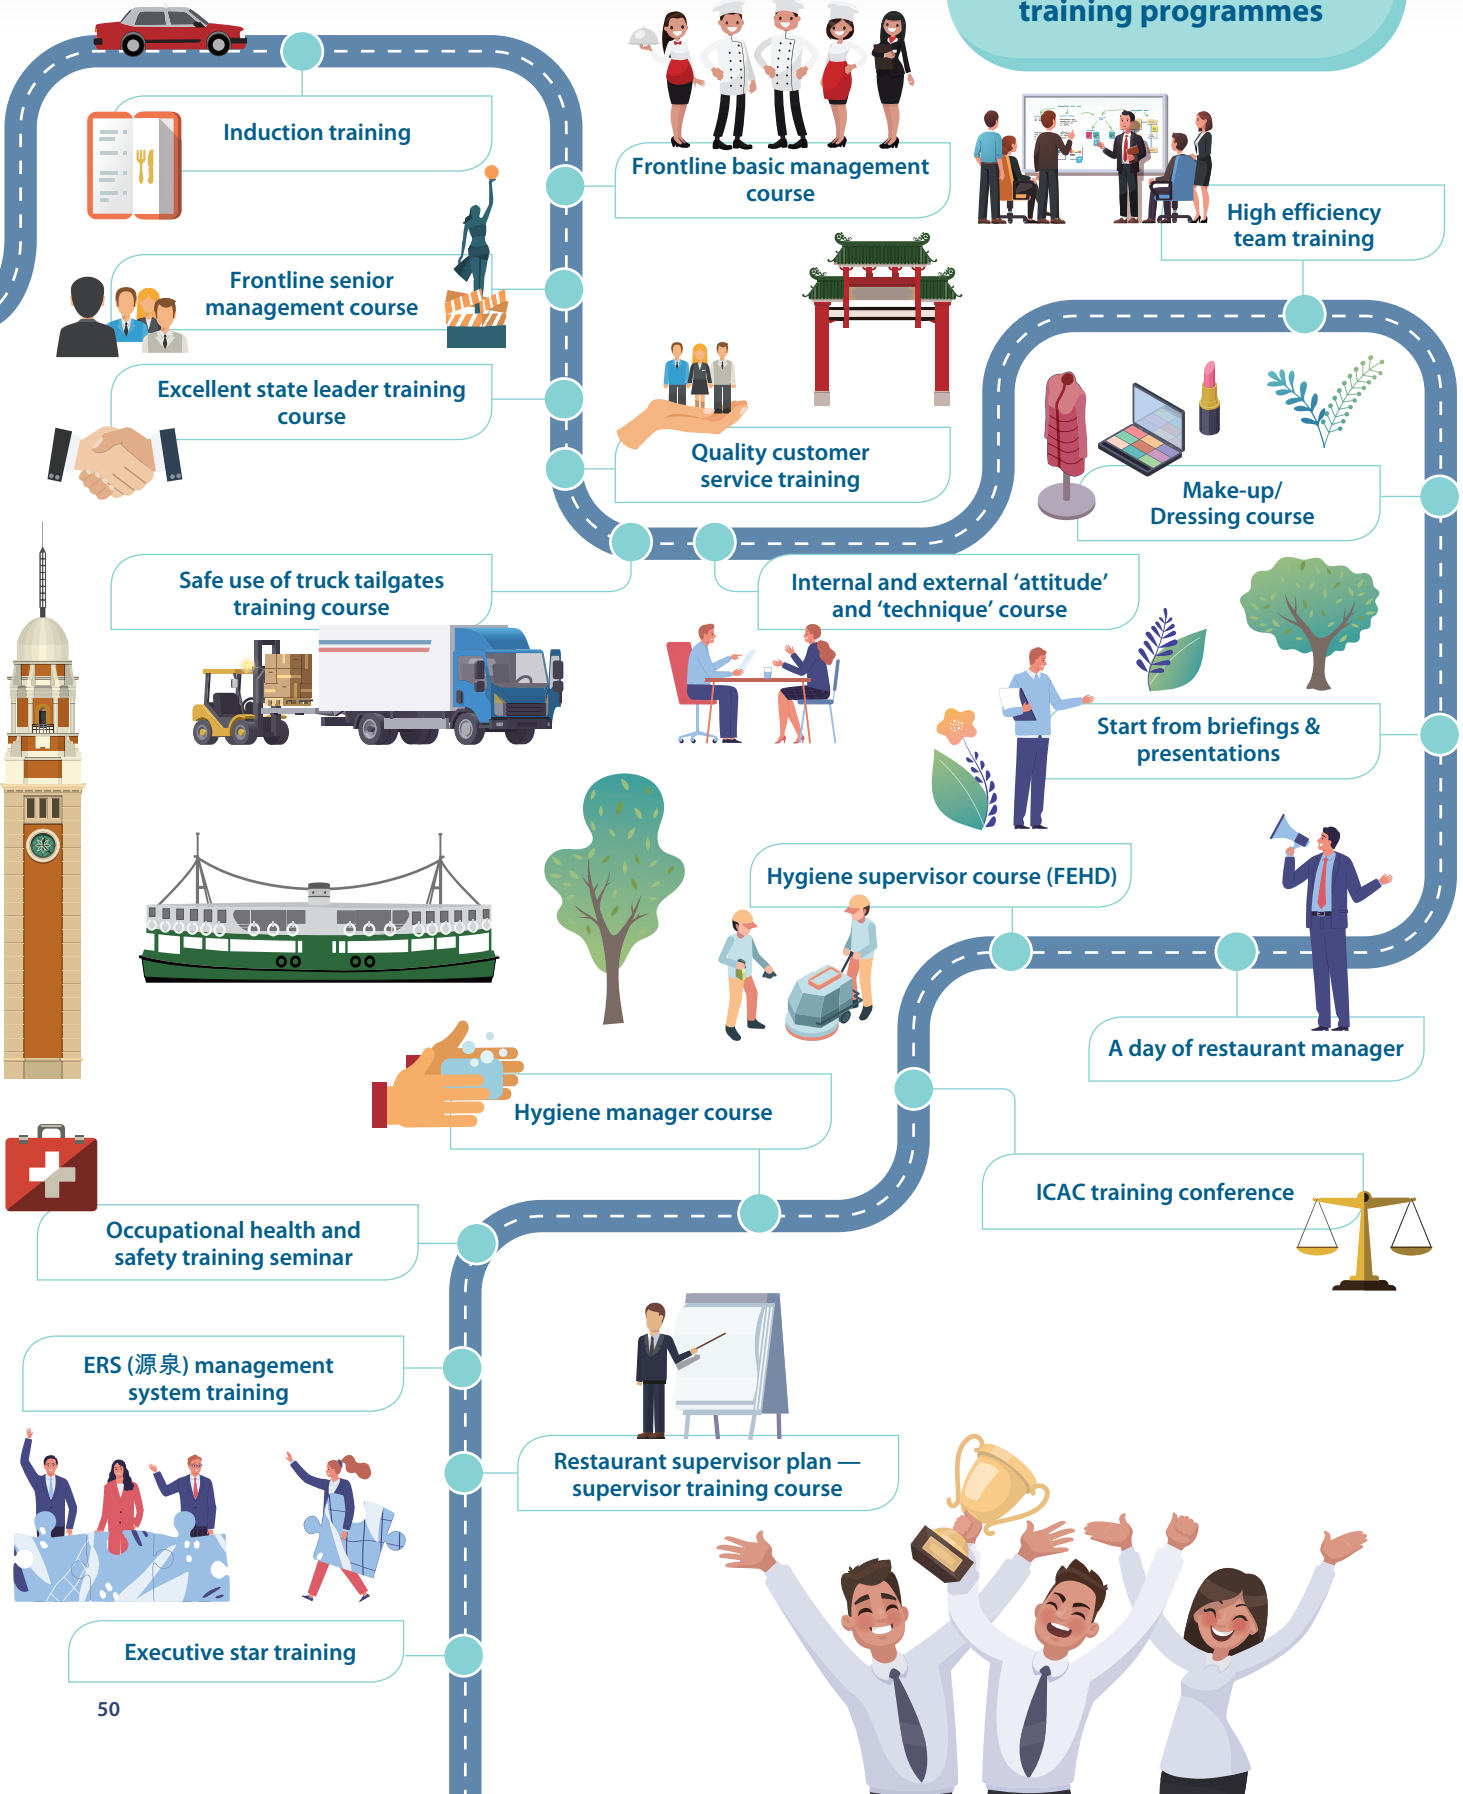 training programmes
Induction training
Frontline basic management
course
High efficiency
team training
Frontline senior
management course
Excellent state leader training
course
Quality customer
service training
Make-up/
Dressing course
Safe use of truck tailgates
training course
Internal and external ‘attitude’
and ‘technique’ course
Start from briefings &
presentations
Hygiene supervisor course (FEHD)
A day of restaurant manager
Hygiene manager course
ICAC training conference
Occupational health and
safety training seminar
ERS (源泉) management
system training
Restaurant supervisor plan —
supervisor training course
Executive star training
50